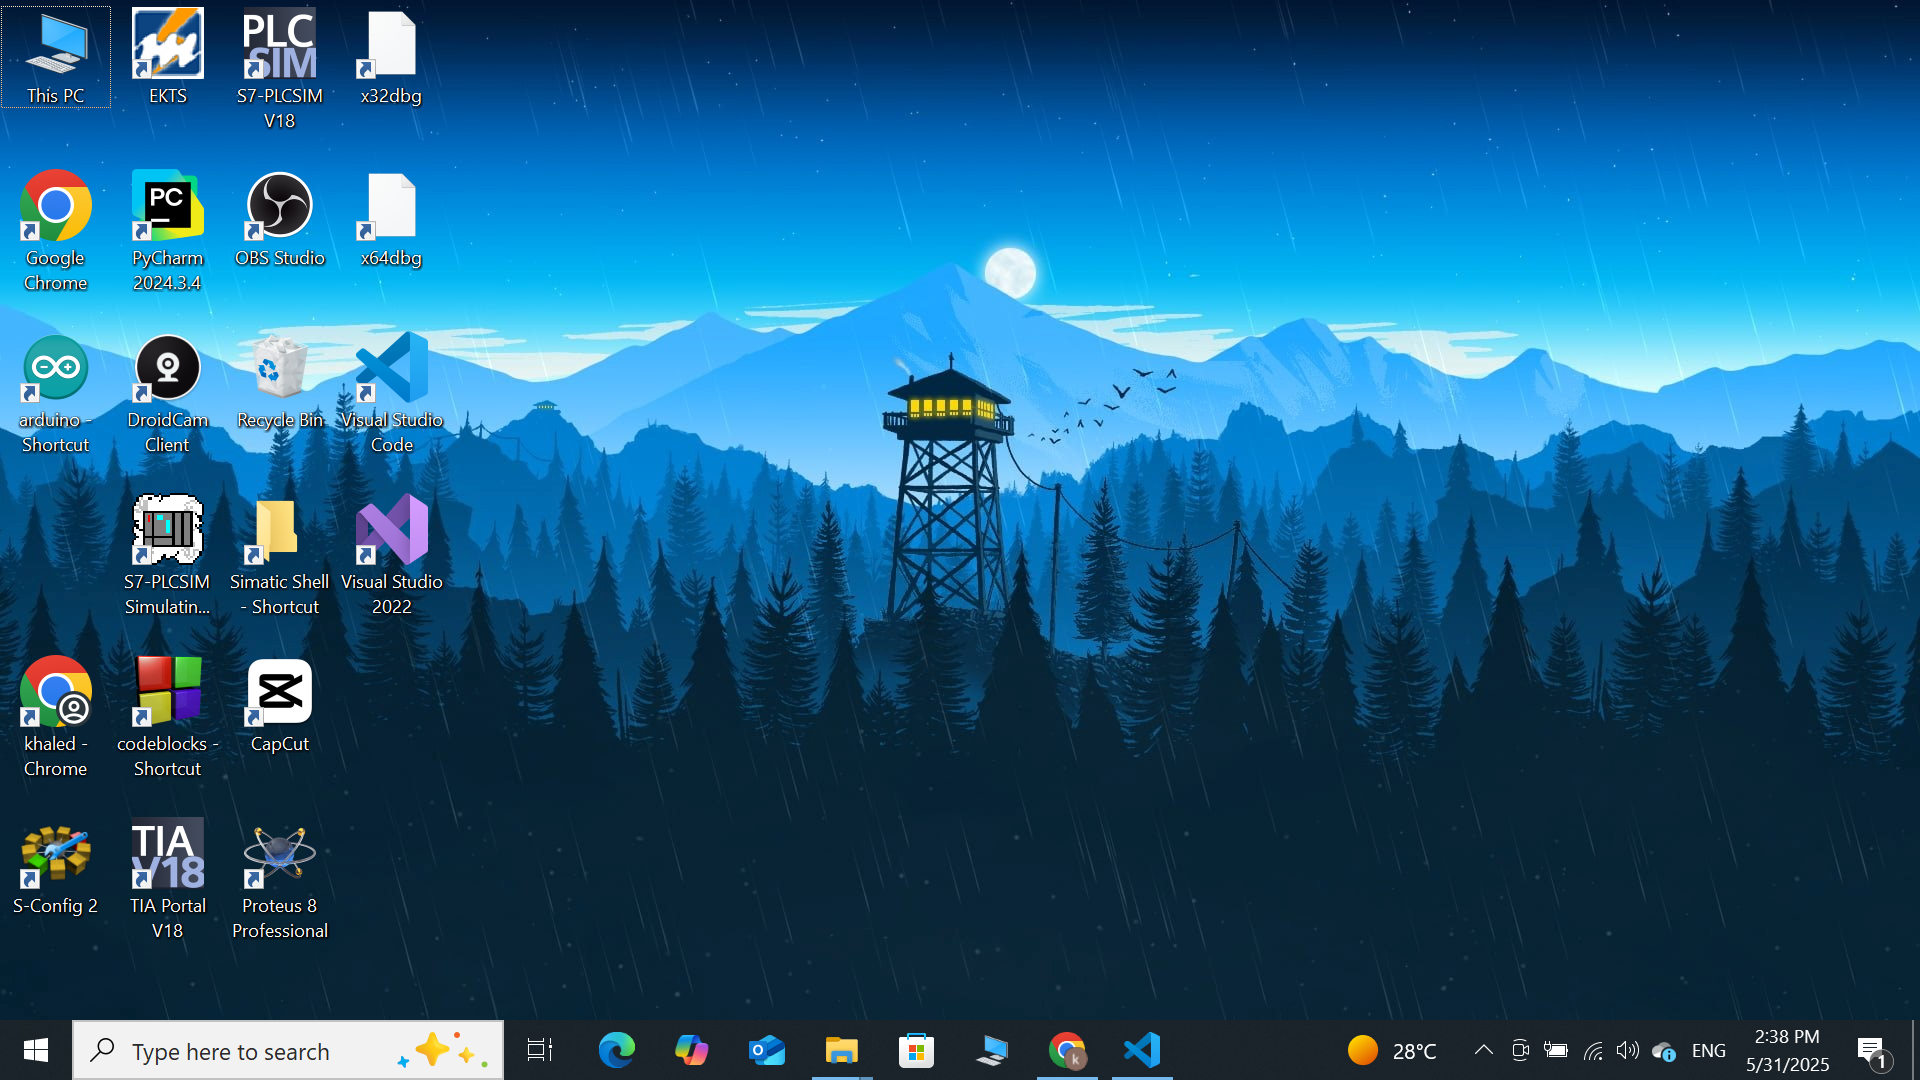 This PC
EKTS
PLC
SIM
S7-PLCSIM
V18
x32dbg
Google
Chrome
PC
PyCharm
2024.3.4
OBS Studio
x64dbg
arduino -
Shortcut
DroidCam
Client
Recycle Bin
Visual Studio
Code
S7-PLCSIM
Simulatin...
Simatic Shell
- Shortcut
Visual Studio
2022
khaled -
Chrome
codeblocks -
Shortcut
CapCut
S-Config 2
TIA
V18
TIA Portal
V18
Proteus 8
Professional
Type here to search
k
28°C
ENG
2:38 PM
5/31/2025
1